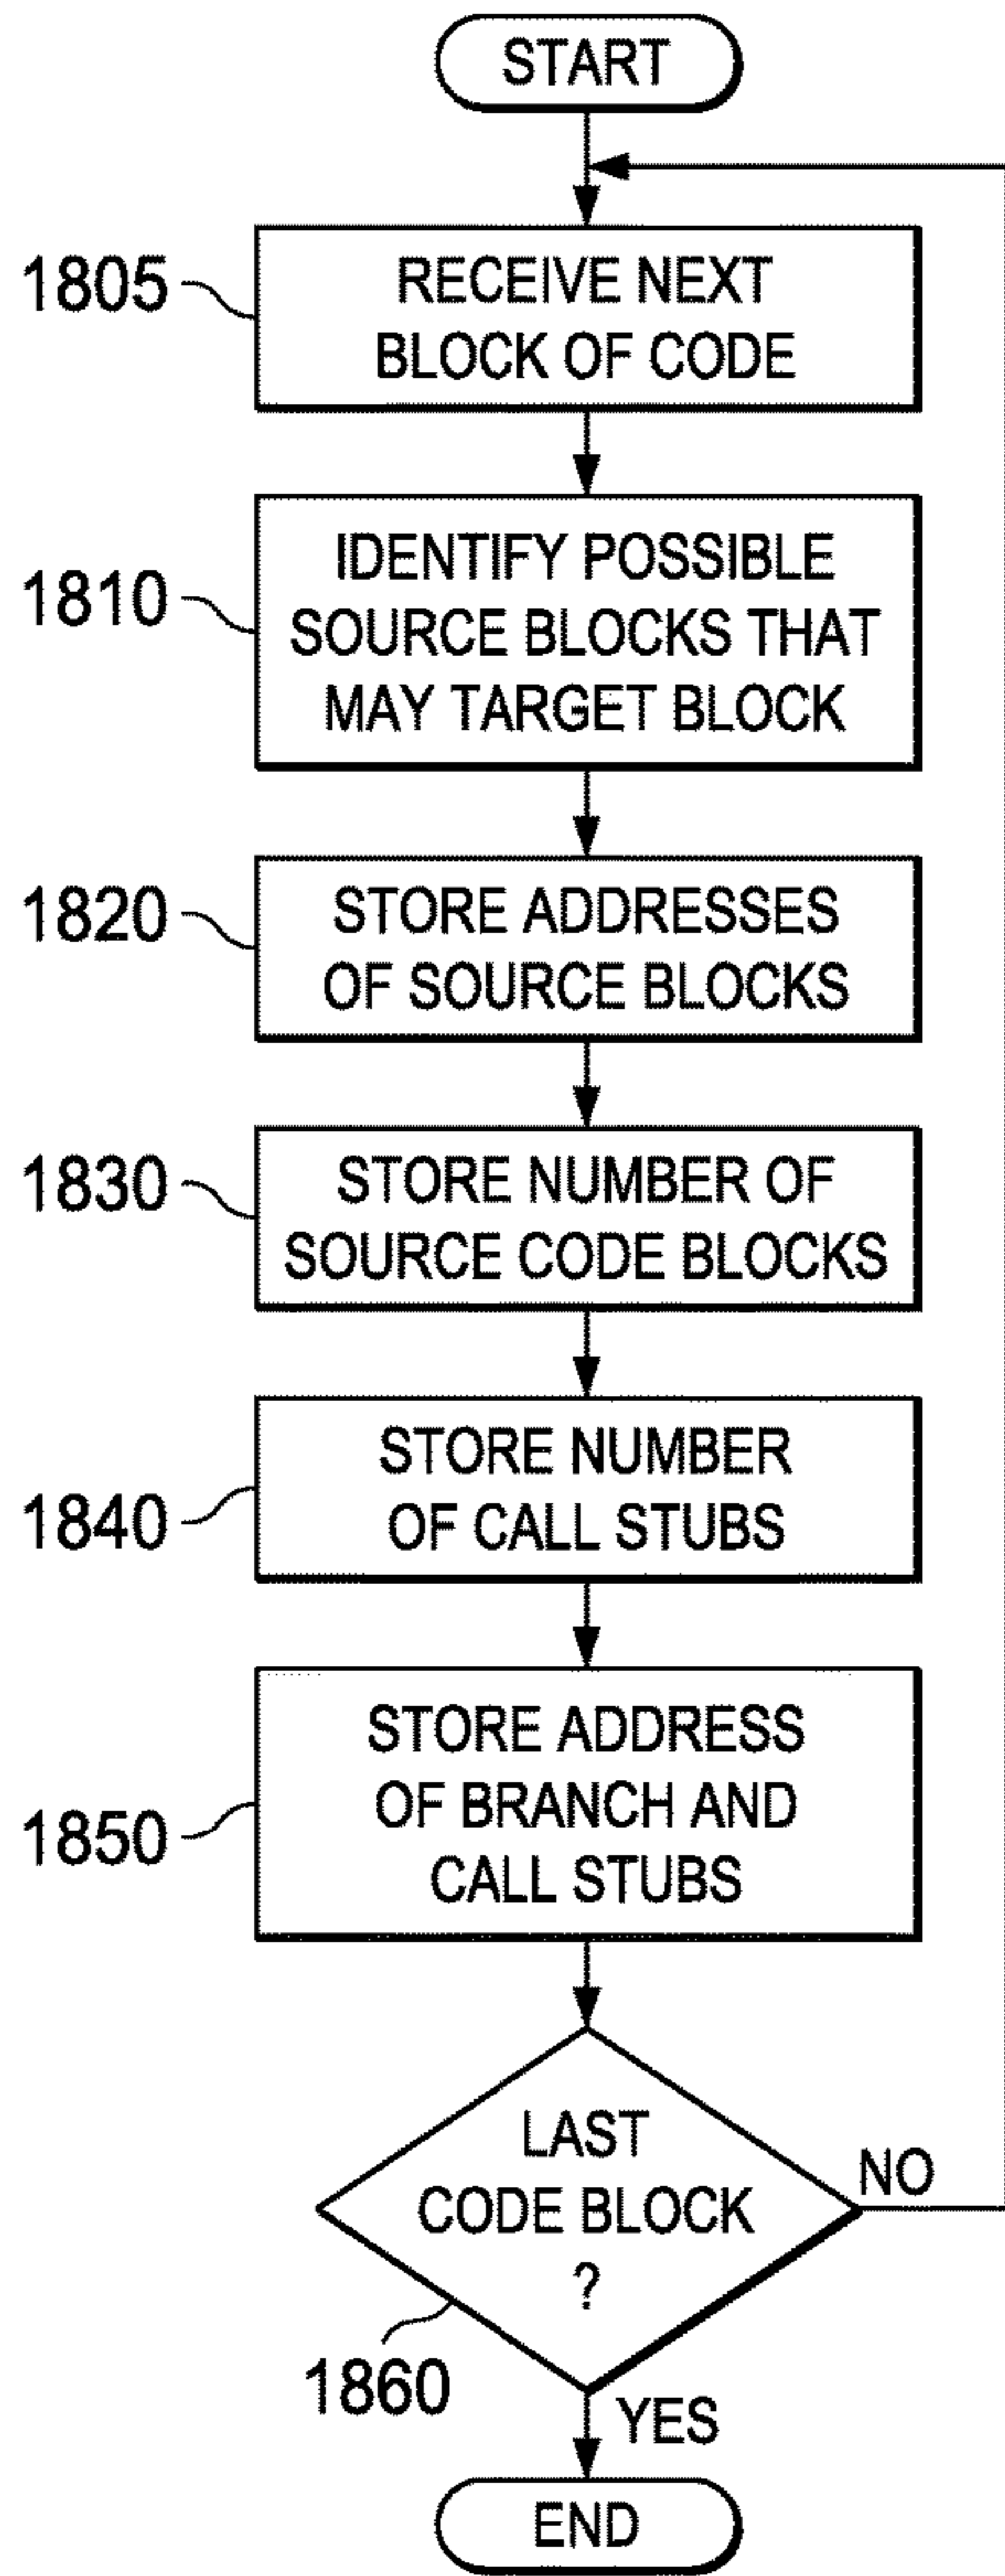 START
1805
RECEIVE NEXT
BLOCK OF CODE
1810
IDENTIFY POSSIBLE
SOURCE BLOCKS THAT
MAY TARGET BLOCK
1820
STORE ADDRESSES
OF SOURCE BLOCKS
1830
STORE NUMBER OF
SOURCE CODE BLOCKS
1840
STORE NUMBER
OF CALL STUBS
1850
STORE ADDRESS
OF BRANCH AND
CALL STUBS
LAST
CODE BLOCK
?
NO
1860
YES
END